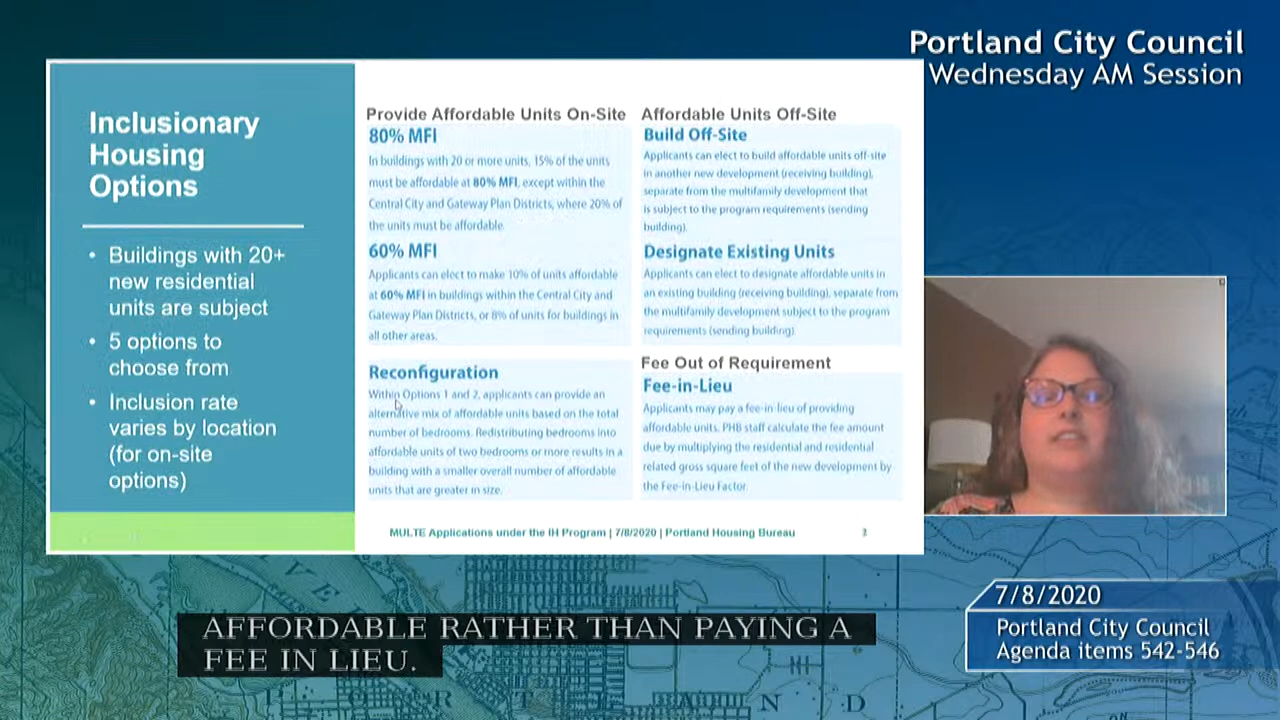 Portland City Council
Wednesday AM Session
Inclusionary
Housing
Options
• Buildings with 20+
new residential
units are subject
• 5 options to
choose from
• Inclusion rate
varies by location
(for on-site
options)
Provide Affordable Units On-Site
80% MFI
In buildings with 20 or more units, 15% of the units
must be affordable at 80% MFI, except within the
Central City and Gateway Plan Districts, where 20% of
the units must be affordable.
60% MFI
Applicants can elect to make 10% of units affordable
at 60% MFI in buildings within the Central City and
Gateway Plan Districts, or 8% of units for buildings in
all other areas.
Reconfiguration
Within Options 1 and 2, applicants can provide an
alternative mix of affordable units based on the total
number of bedrooms. Redistributing bedrooms into
affordable units of two bedrooms or more results in a
building with a smaller overall number of affordable
units that are greater in size.
Affordable Units Off-Site
Build Off-Site
Applicants can elect to build affordable units off-site
in another new development (receiving building),
separate from the multifamily development that
is subject to the program requirements (sending
building).
Designate Existing Units
Applicants can elect to designate affordable units in
an existing building (receiving building), separate from
the multifamily development subject to the program
requirements (sending building).
Fee Out of Requirement
Fee-in-Lieu
Applicants may pay a fee-in-lieu of providing
affordable units. PHB staff calculate the fee amount
due by multiplying the residential and residential
related gross square feet of the new development by
the Fee-in-Lieu Factor.
MULTE Applications under the IH Program | 7/8/2020 | Portland Housing Bureau
AFFORDABLE RATHER THAN PAYING A
FEE IN LIEU.
7/8/2020
Portland City Council
Agenda items 542-546